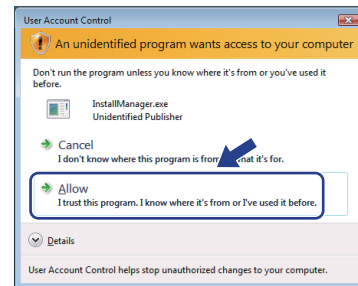 User Account Control
An unidentified program wants access to your computer
Don't run the program unless you know where it's from or you've used it
before.
InstallManager.exe
Unidentified Publisher
Cancel
I don't know where this program is from hat it's for.
Allow
I trust this program. I know where it's from or I've used it before.
Details
User Account Control helps stop unauthorized changes to your computer.